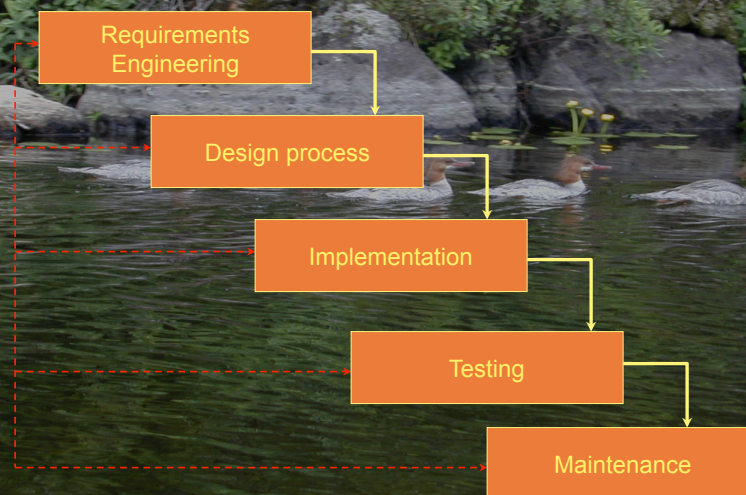 Requirements
Engineering
Design process
Implementation
Testing
Maintenance